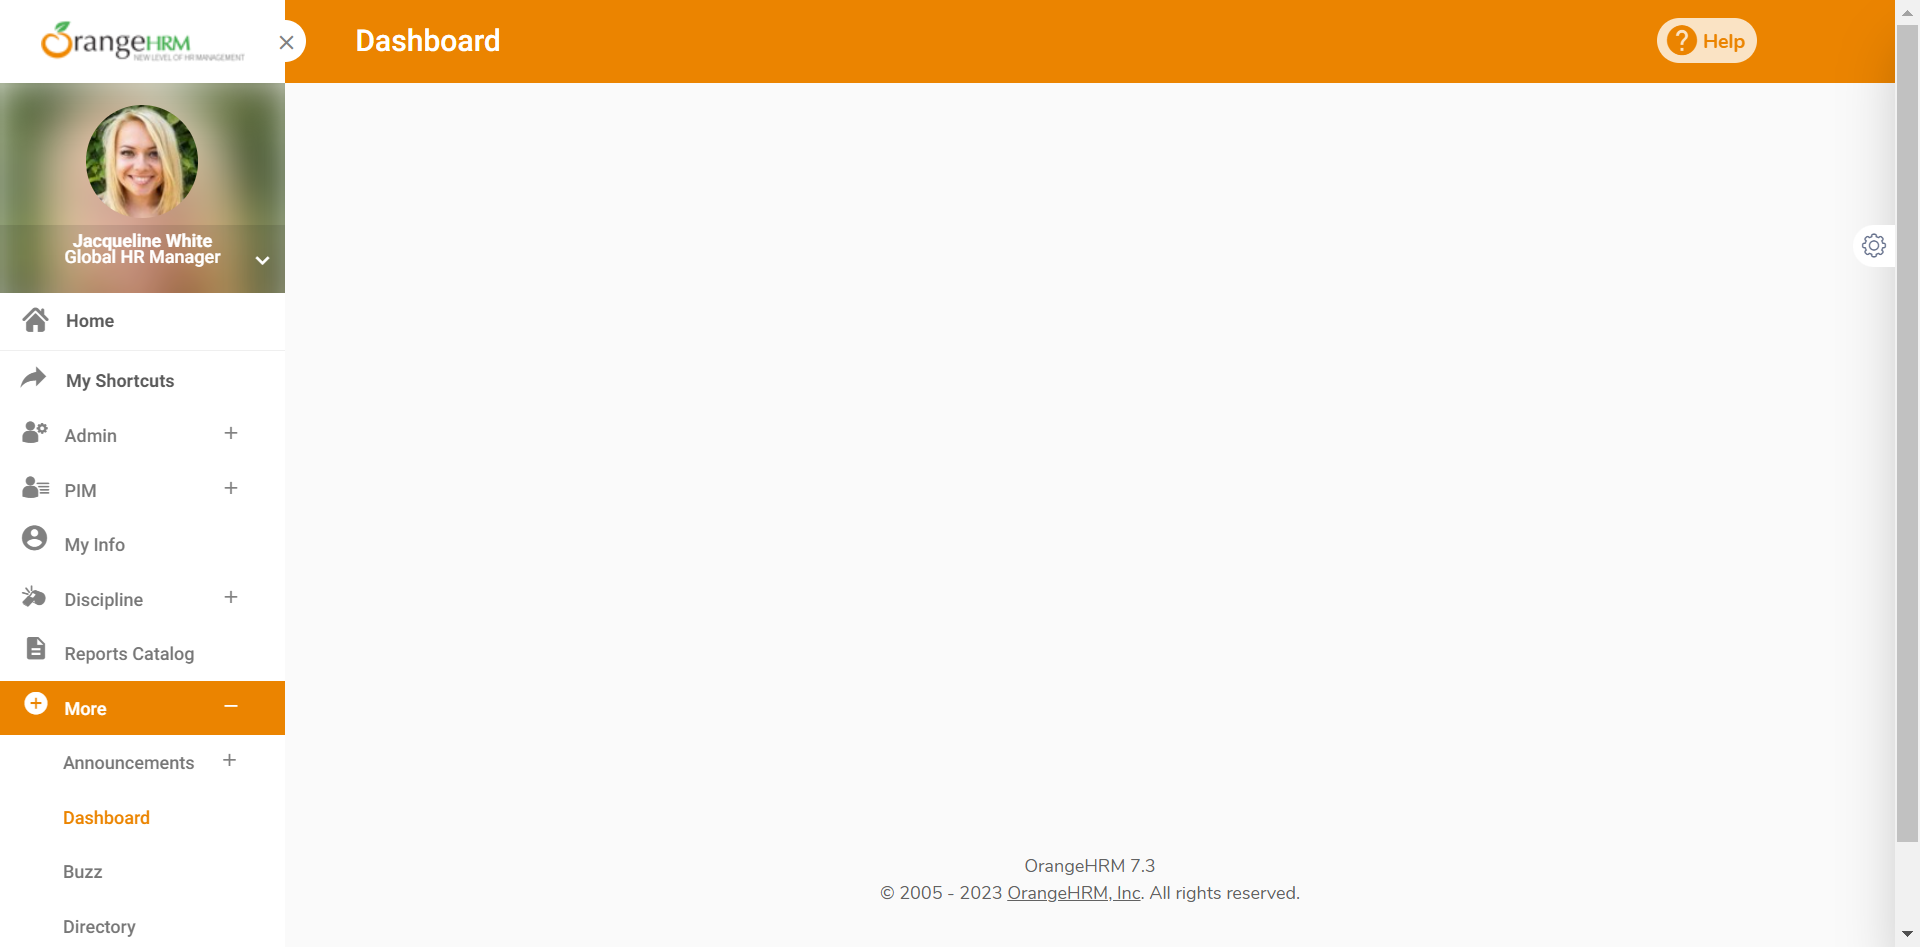 OrangeHRM
NEW LEVEL OF HR MANAGEMENT
Dashboard
Help
Jacqueline White
Global HR Manager
Home
My Shortcuts
Admin
PIM
My Info
Discipline
Reports Catalog
More
Announcements
Dashboard
Buzz
Directory
OrangeHRM 7.3
© 2005 - 2023 OrangeHRM, Inc. All rights reserved.